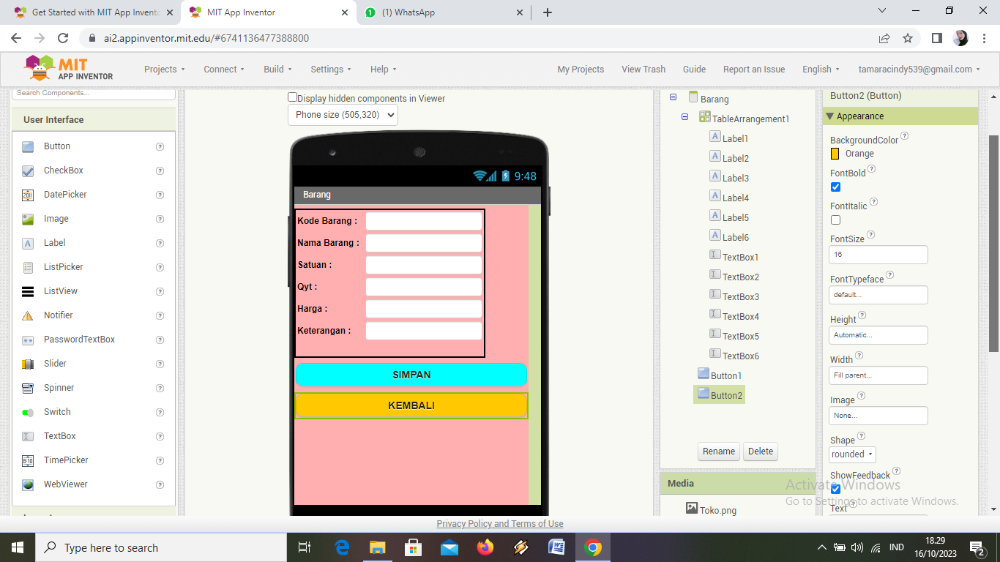 Get Started with MIT App Invento
MIT App Inventor
(1) WhatsApp
ai2.appinventor.mit.edu/#6741136477388800
MIT
APP INVENTOR
Projects
Connect
Build
Settings
Help
My Projects
View Trash
Guide
Report an Issue
English
tamaracindy539@gmail.com
Search Components...
User Interface
Button
CheckBox
DatePicker
Image
Label
ListPicker
ListView
Notifier
PasswordTextBox
Slider
Spinner
Switch
TextBox
TimePicker
WebViewer
Display hidden components in Viewer
Phone size (505,320)
9:48
Barang
Kode Barang :
Nama Barang :
Satuan :
Qyt :
Harga :
Keterangan :
SIMPAN
KEMBALI
Barang
TableArrangement1
Label1
Label2
Label3
Label4
Label5
Label6
TextBox1
TextBox2
TextBox3
TextBox4
TextBox5
TextBox6
Button1
Button2
Rename
Delete
Media
Toko.png
Button2 (Button)
Appearance
BackgroundColor
Orange
FontBold
FontItalic
FontSize
16
FontTypeface
default...
Height
Automatic...
Width
Fill parent...
Image
None...
Shape
rounded
ShowFeedback
Text
Activate Windows
Go to Settings to activate Windows.
Privacy Policy and Terms of Use
Type here to search
IND
18.29
16/10/2023
2